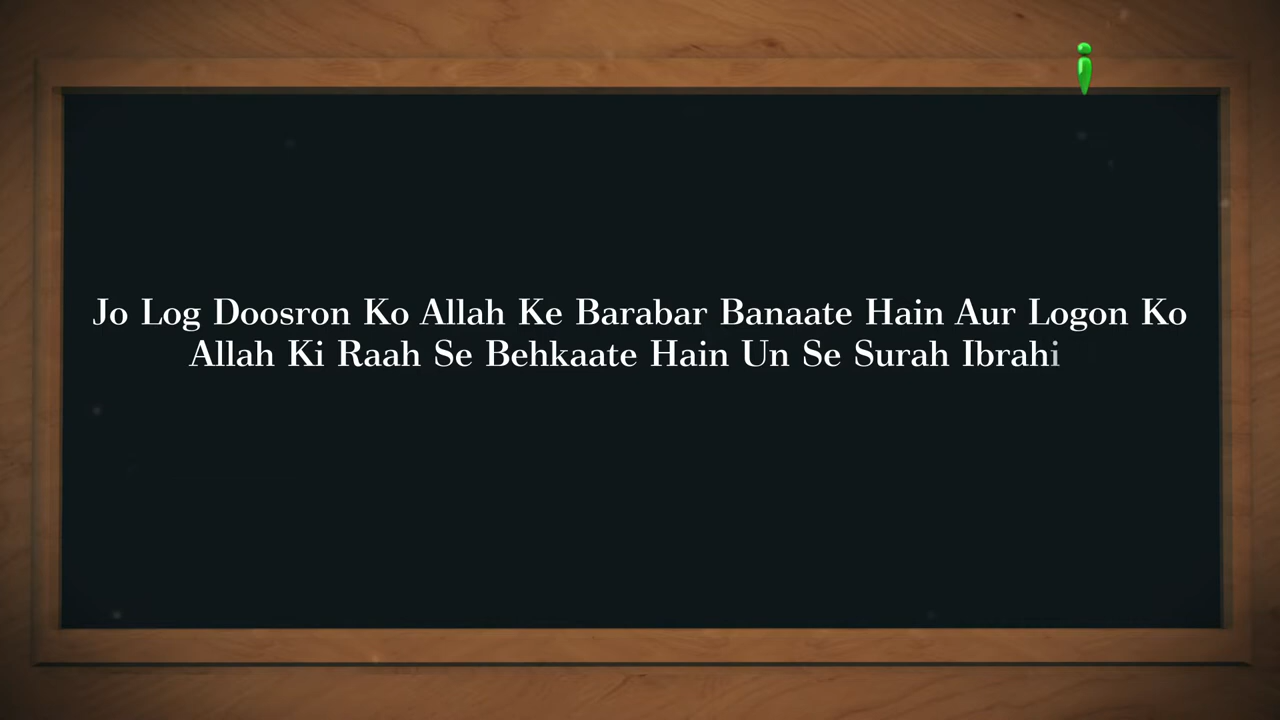 Jo Log Doosron Ko Allah Ke Barabar Banaate Hain Aur Logon Ko
Allah Ki Raah Se Behkaate Hain Un Se Surah Ibrahi